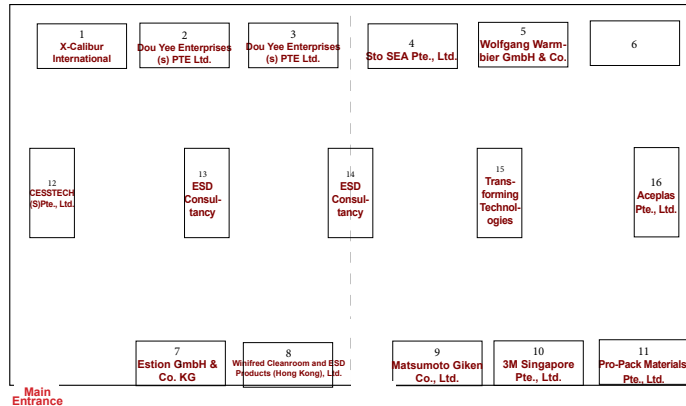 1
X-Calibur
International
2
Dou Yee Enterprises
(s) PTE Ltd.
3
Dou Yee Enterprises
(s) PTE Ltd.
4
Sto SEA Pte., Ltd.
5
Wolfgang Warm-
bier GmbH & Co.
6
12
CESSTECH
(S)Pte., Ltd.
13
ESD
Consul-
tancy
14
ESD
Consul-
tancy
15
Trans-
forming
Technol-
ogies
16
Aceplas
Pte., Ltd.
7
Estion GmbH &
Co. KG
8
Winifred Cleanroom and ESD
Products (Hong Kong), Ltd.
9
Matsumoto Giken
Co., Ltd.
10
3M Singapore
Pte., Ltd.
11
Pro-Pack Materials
Pte., Ltd.
Main
Entrance